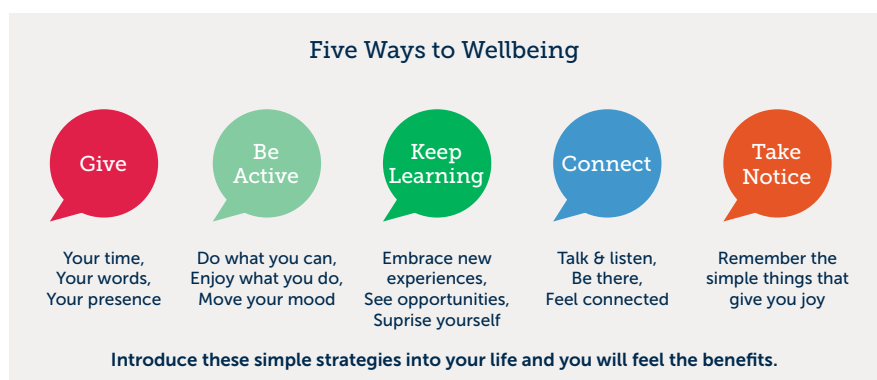 Five Ways to Wellbeing
Give
Be
Active
Keep
Learning
Connect
Take
Notice
Your time,
Your words,
Your presence
Do what you can,
Enjoy what you do,
Move your mood
Embrace new
experiences,
See opportunities,
Suprise yourself
Talk & listen,
Be there,
Feel connected
Remember the
simple things that
give you joy
Introduce these simple strategies into your life and you will feel the benefits.